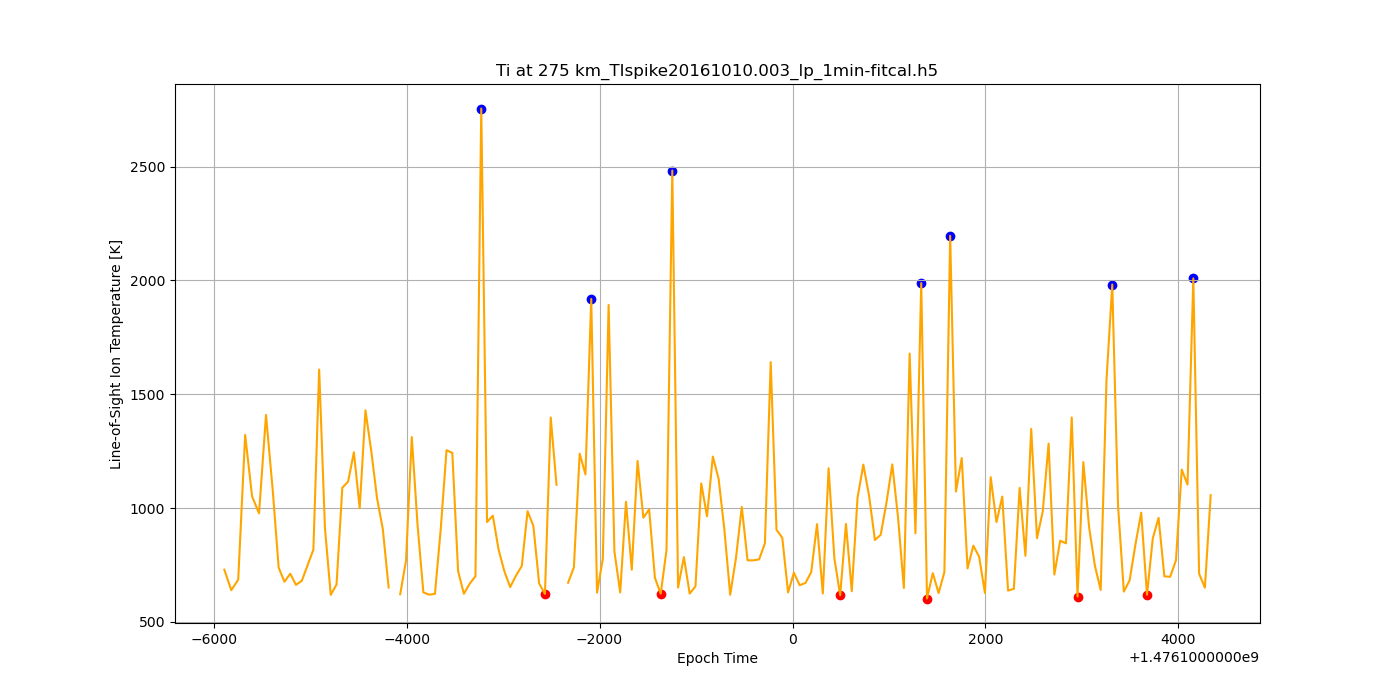 Ti at 275 km_TIspike20161010.003_lp_1min-fitcal.h5
Line-of-Sight Ion Temperature [K]
2500
2000
1500
1000
500
−6000
−4000
−2000
0
2000
4000
Epoch Time
+1.4761000000e9